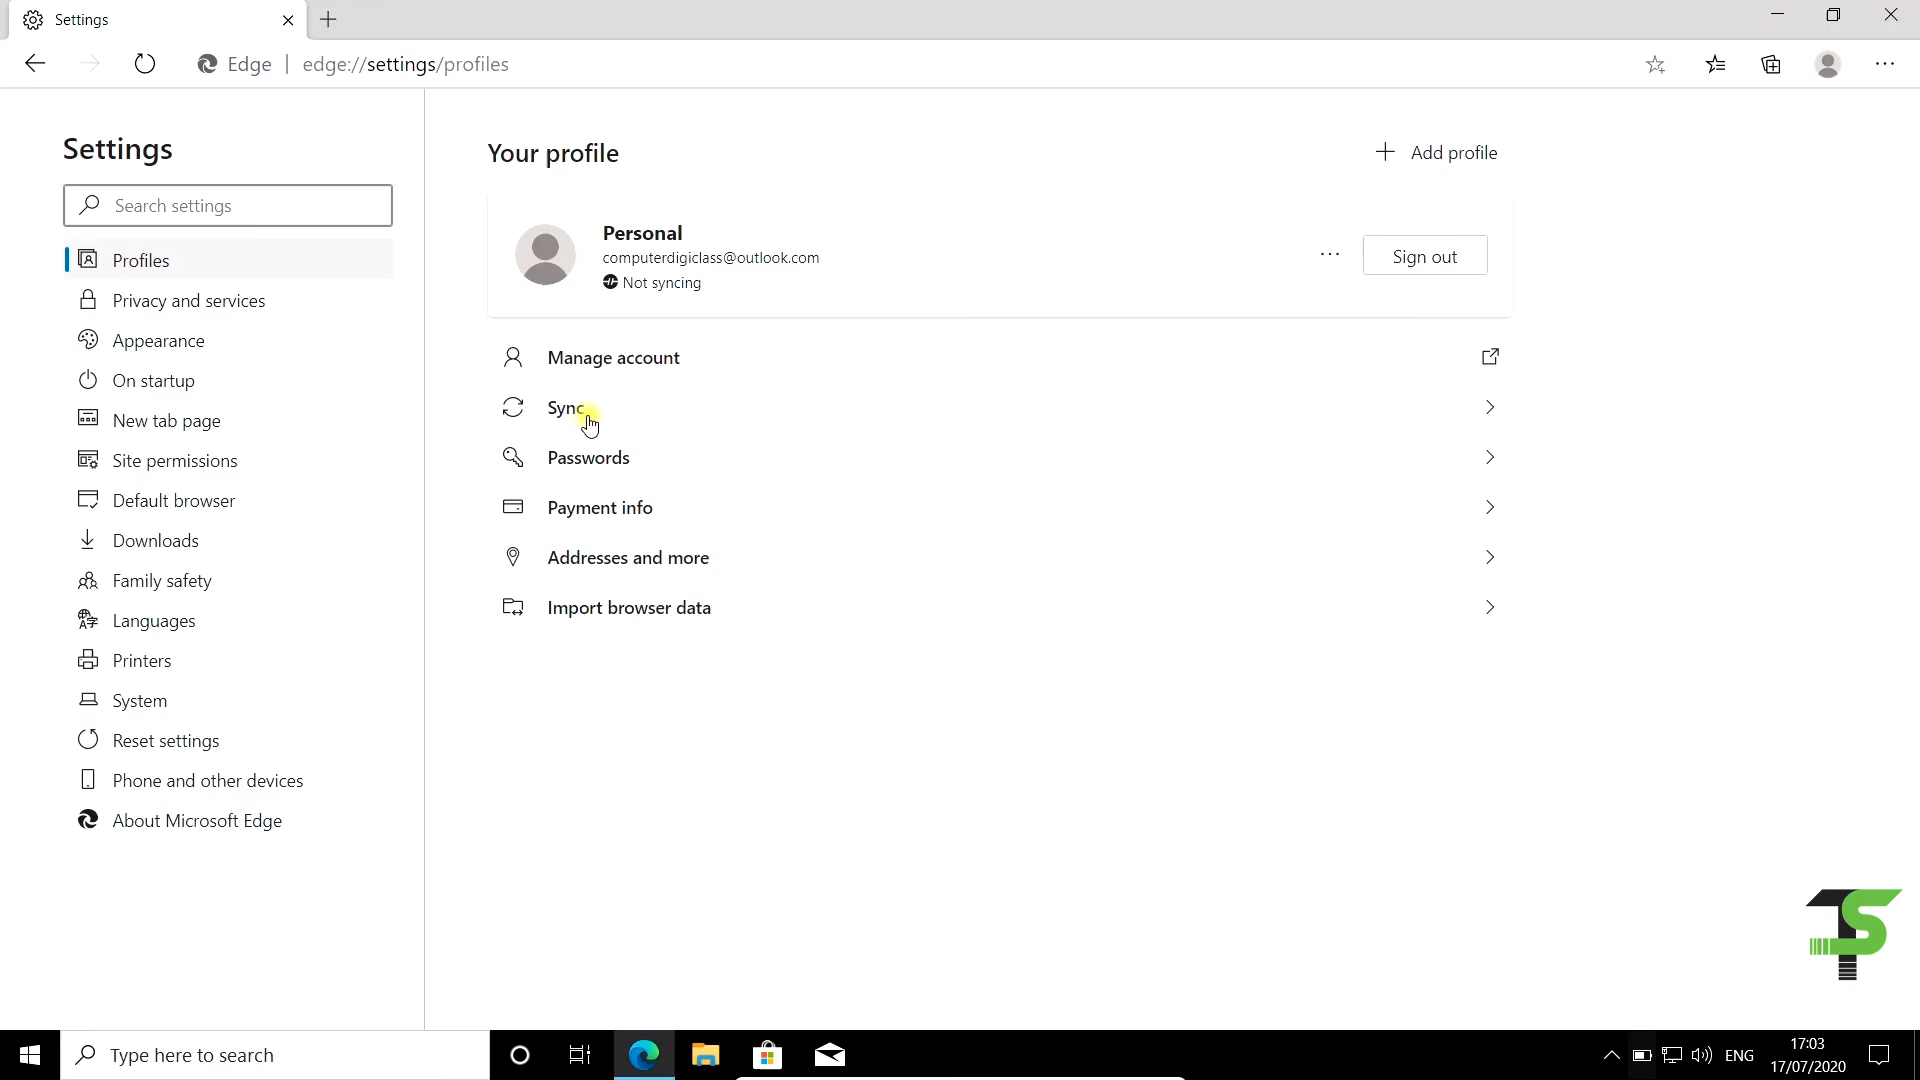 Settings
Edge
edge://settings/profiles
Settings
Search settings
Profiles
Privacy and services
Appearance
On startup
New tab page
Site permissions
Default browser
Downloads
Family safety
Languages
Printers
System
Reset settings
Phone and other devices
About Microsoft Edge
Your profile
Add profile
Personal
computerdigiclass@outlook.com
Not syncing
Sign out
Manage account
Sync
Passwords
Payment info
Addresses and more
Import browser data
TS
Type here to search
ENG
17:03
17/07/2020